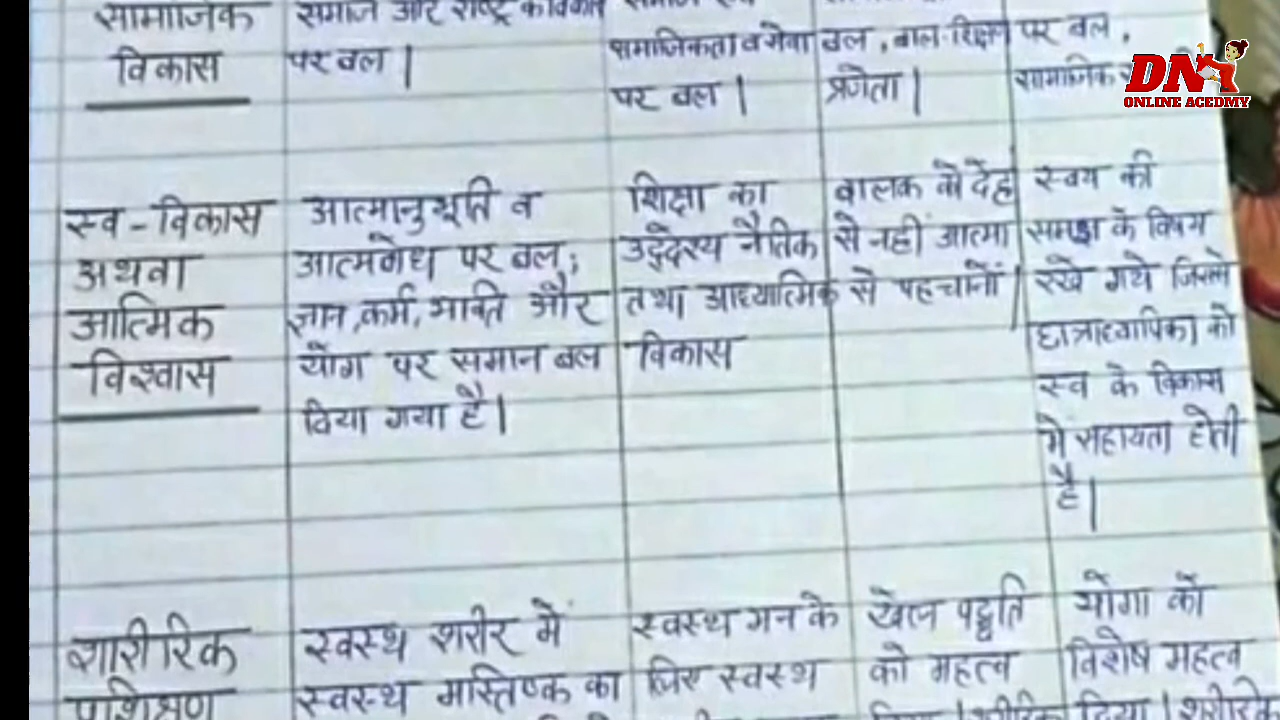 सामाजिक
विकास
समाज और राष्ट्र के विकास
पर बल |
सामाजिकता व सेवा
पर बल |
बल, बाल-शिक्षण
प्रणेता |
पर बल,
सामाजिक
DN
ONLINE ACEDMY
स्व-विकास
अथवा
आत्मिक
विश्वास
आत्मानुभूति व
आत्मबोध पर बल;
ज्ञान, कर्म, भाक्ति और
योग पर समान बल
दिया गया है |
शिक्षा का
उद्देश्य नैतिक
तथा आध्यात्मिक
विकास
बालक को देह
से नहीं आत्मा
से पहचानों |
स्वय की
समझ के विषय
रखे गये जिससे
छात्राध्यापिका को
स्व के विकास
मे सहायता होती
है |
शारीरिक
प्रशिक्षण
स्वस्थ शरीर में
स्वस्थ मास्तिष्क का
स्वस्थ मन के
लिए स्वस्थ
खेल पद्धति
को महत्व
योगा को
विशेष महत्व
दिया | शारीरिक